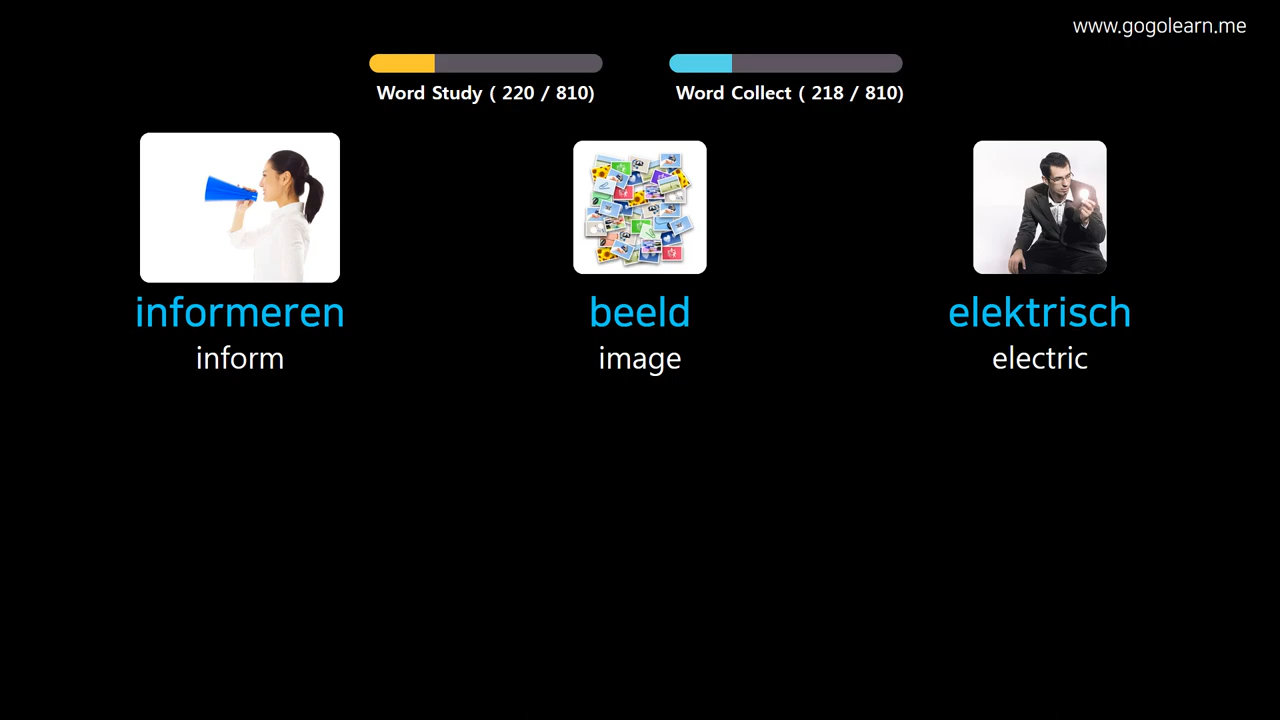 www.gogolearn.me
Word Study ( 220 / 810)
Word Collect ( 218 / 810)
informeren
inform
beeld
image
elektrisch
electric